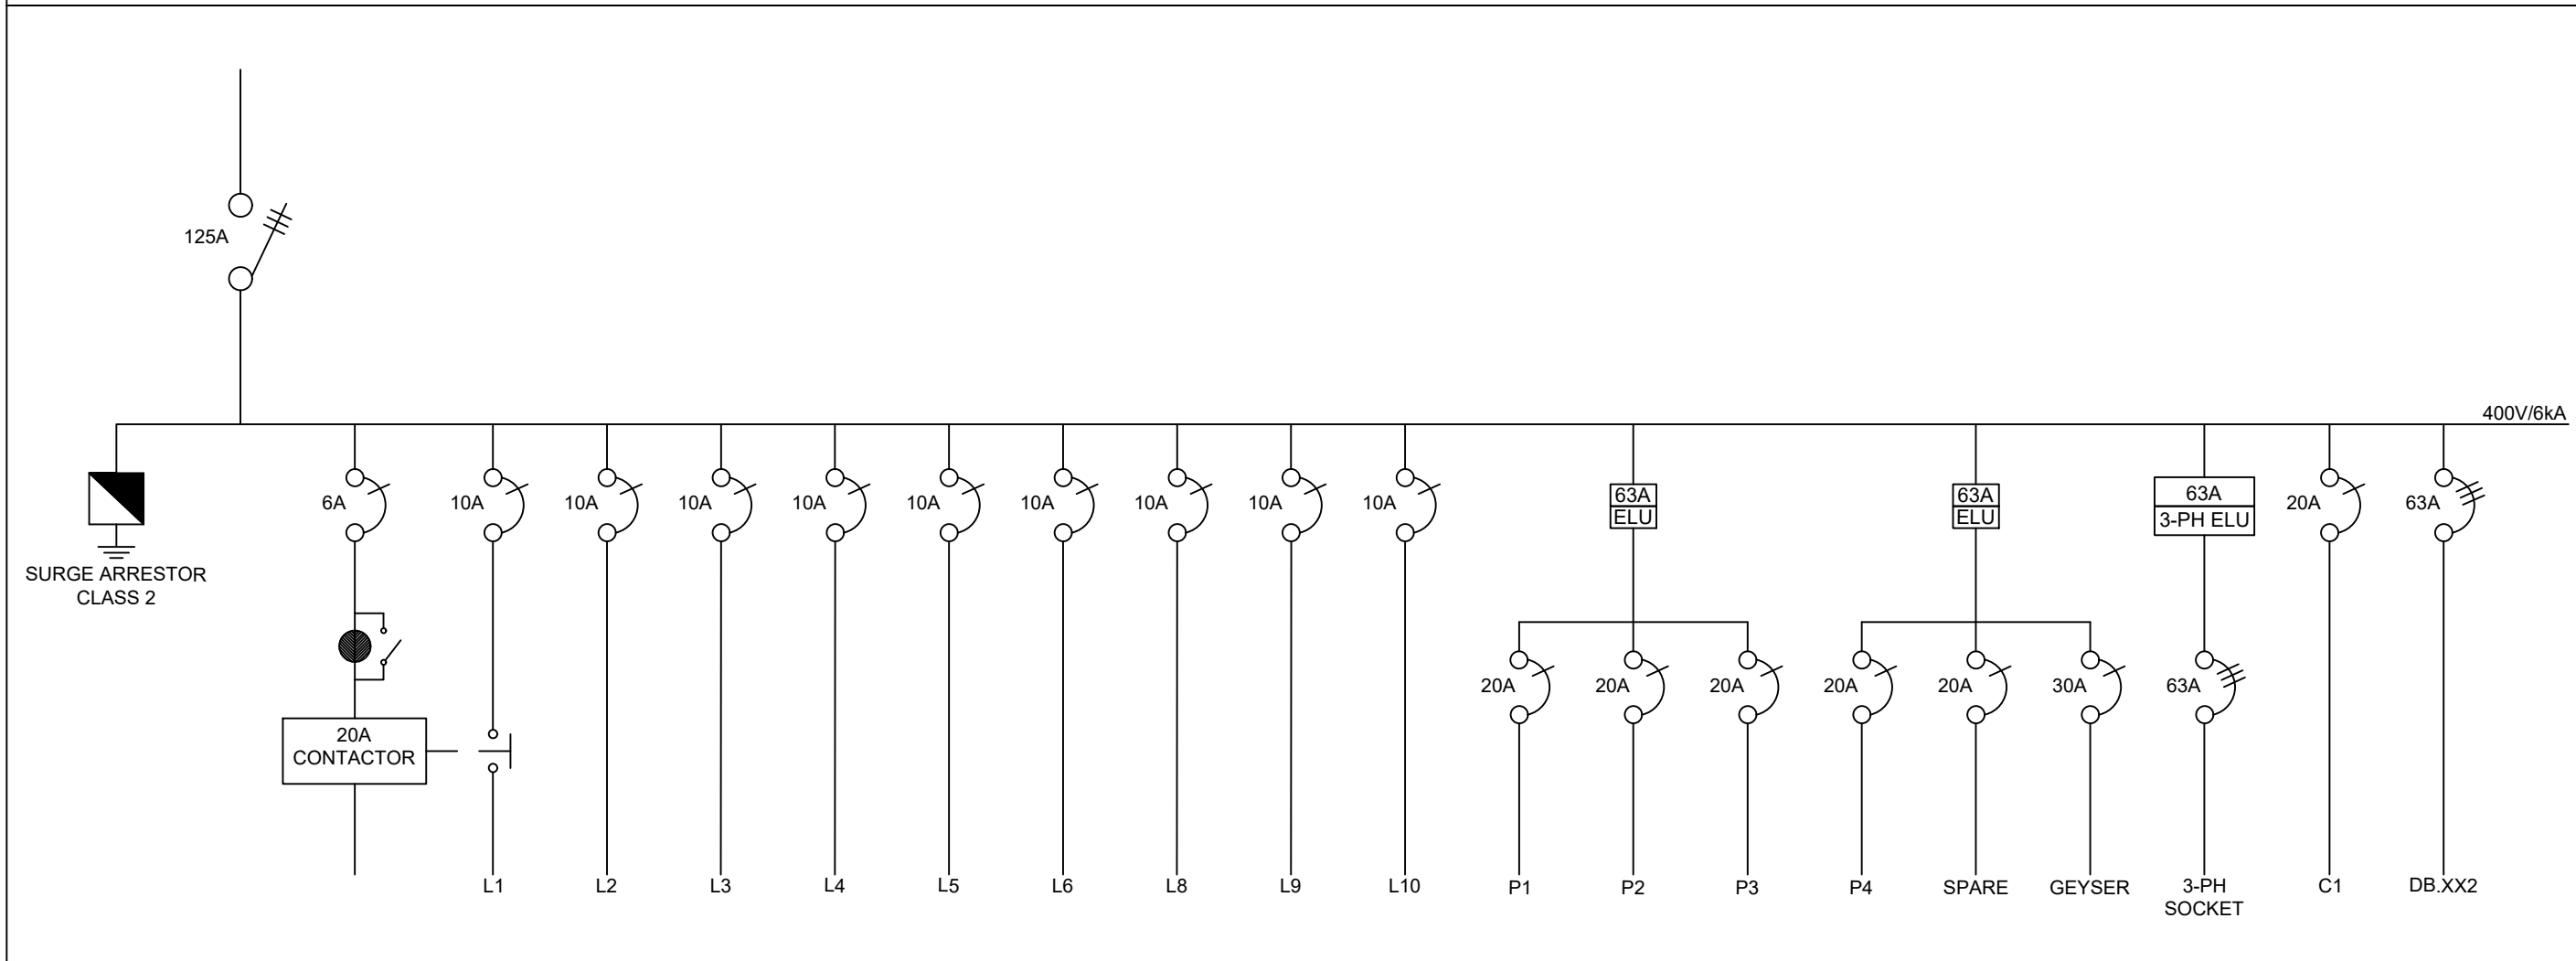 125A
400V/6kA
SURGE ARRESTOR
CLASS 2
6A
10A
10A
10A
10A
10A
10A
10A
10A
10A
63A
ELU
63A
ELU
63A
3-PH ELU
20A
63A
20A
20A
20A
20A
20A
30A
63A
20A
CONTACTOR
L1
L2
L3
L4
L5
L6
L8
L9
L10
P1
P2
P3
P4
SPARE
GEYSER
3-PH
SOCKET
C1
DB.XX2